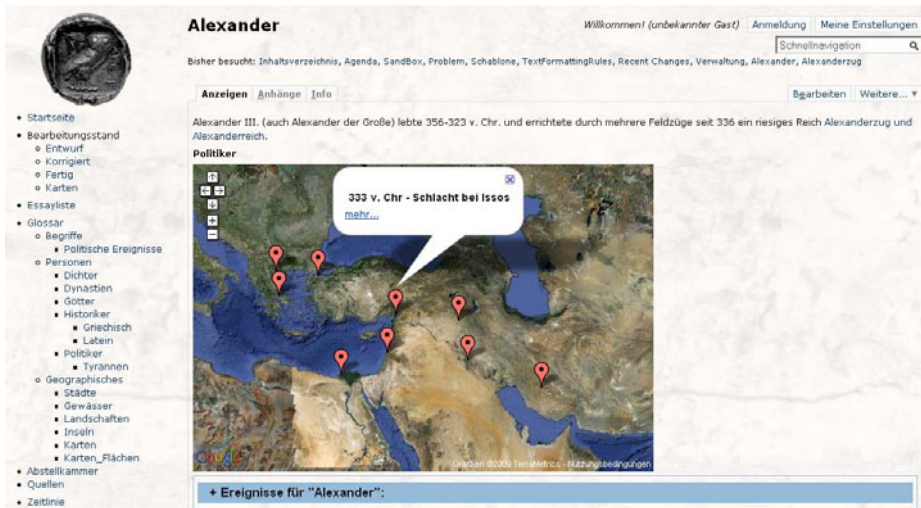 Alexander
Willkommen! (unbekannter Gast) Anmeldung Meine Einstellungen
Schnellnavigation
Bisher besucht: Inhaltsverzeichnis, Agenda, SandBox, Problem, Schablone, TextFormattingRules, Recent Changes, Verwaltung, Alexander, Alexanderzug
Anzeigen Anhänge Info
Bearbeiten Weitere...
Alexander III. (auch Alexander der Große) lebte 356-323 v. Chr. und errichtete durch mehrere Feldzüge seit 336 ein riesiges Reich Alexanderzug und
Alexanderreich.
Politiker
333 v. Chr - Schlacht bei Issos
mehr...
Google
©2009 TerraMetrics - Nutzungsbedingungen
+ Ereignisse für "Alexander":
Startseite
Bearbeitungsstand
Entwurf
Korrigiert
Fertig
Karten
Essayliste
Glossar
Begriffe
Politische Ereignisse
Personen
Dichter
Dynastien
Götter
Historiker
Griechisch
Latein
Politiker
Tyrannen
Geographisches
Städte
Gewässer
Landschaften
Inseln
Karten
Karten_Flächen
Abstellkammer
Quellen
Zeitlinie